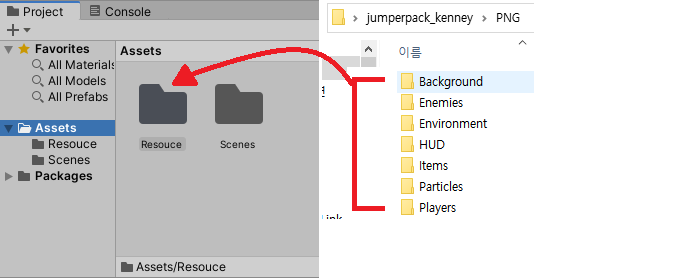 Project
Console
Favorites
All Materials
All Models
All Prefabs
Assets
Resouce
Scenes
Packages
Assets
Resouce
Scenes
Assets/Resouce
jumperpack_kenney > PNG
이름
Background
Enemies
Environment
HUD
Items
Particles
Players